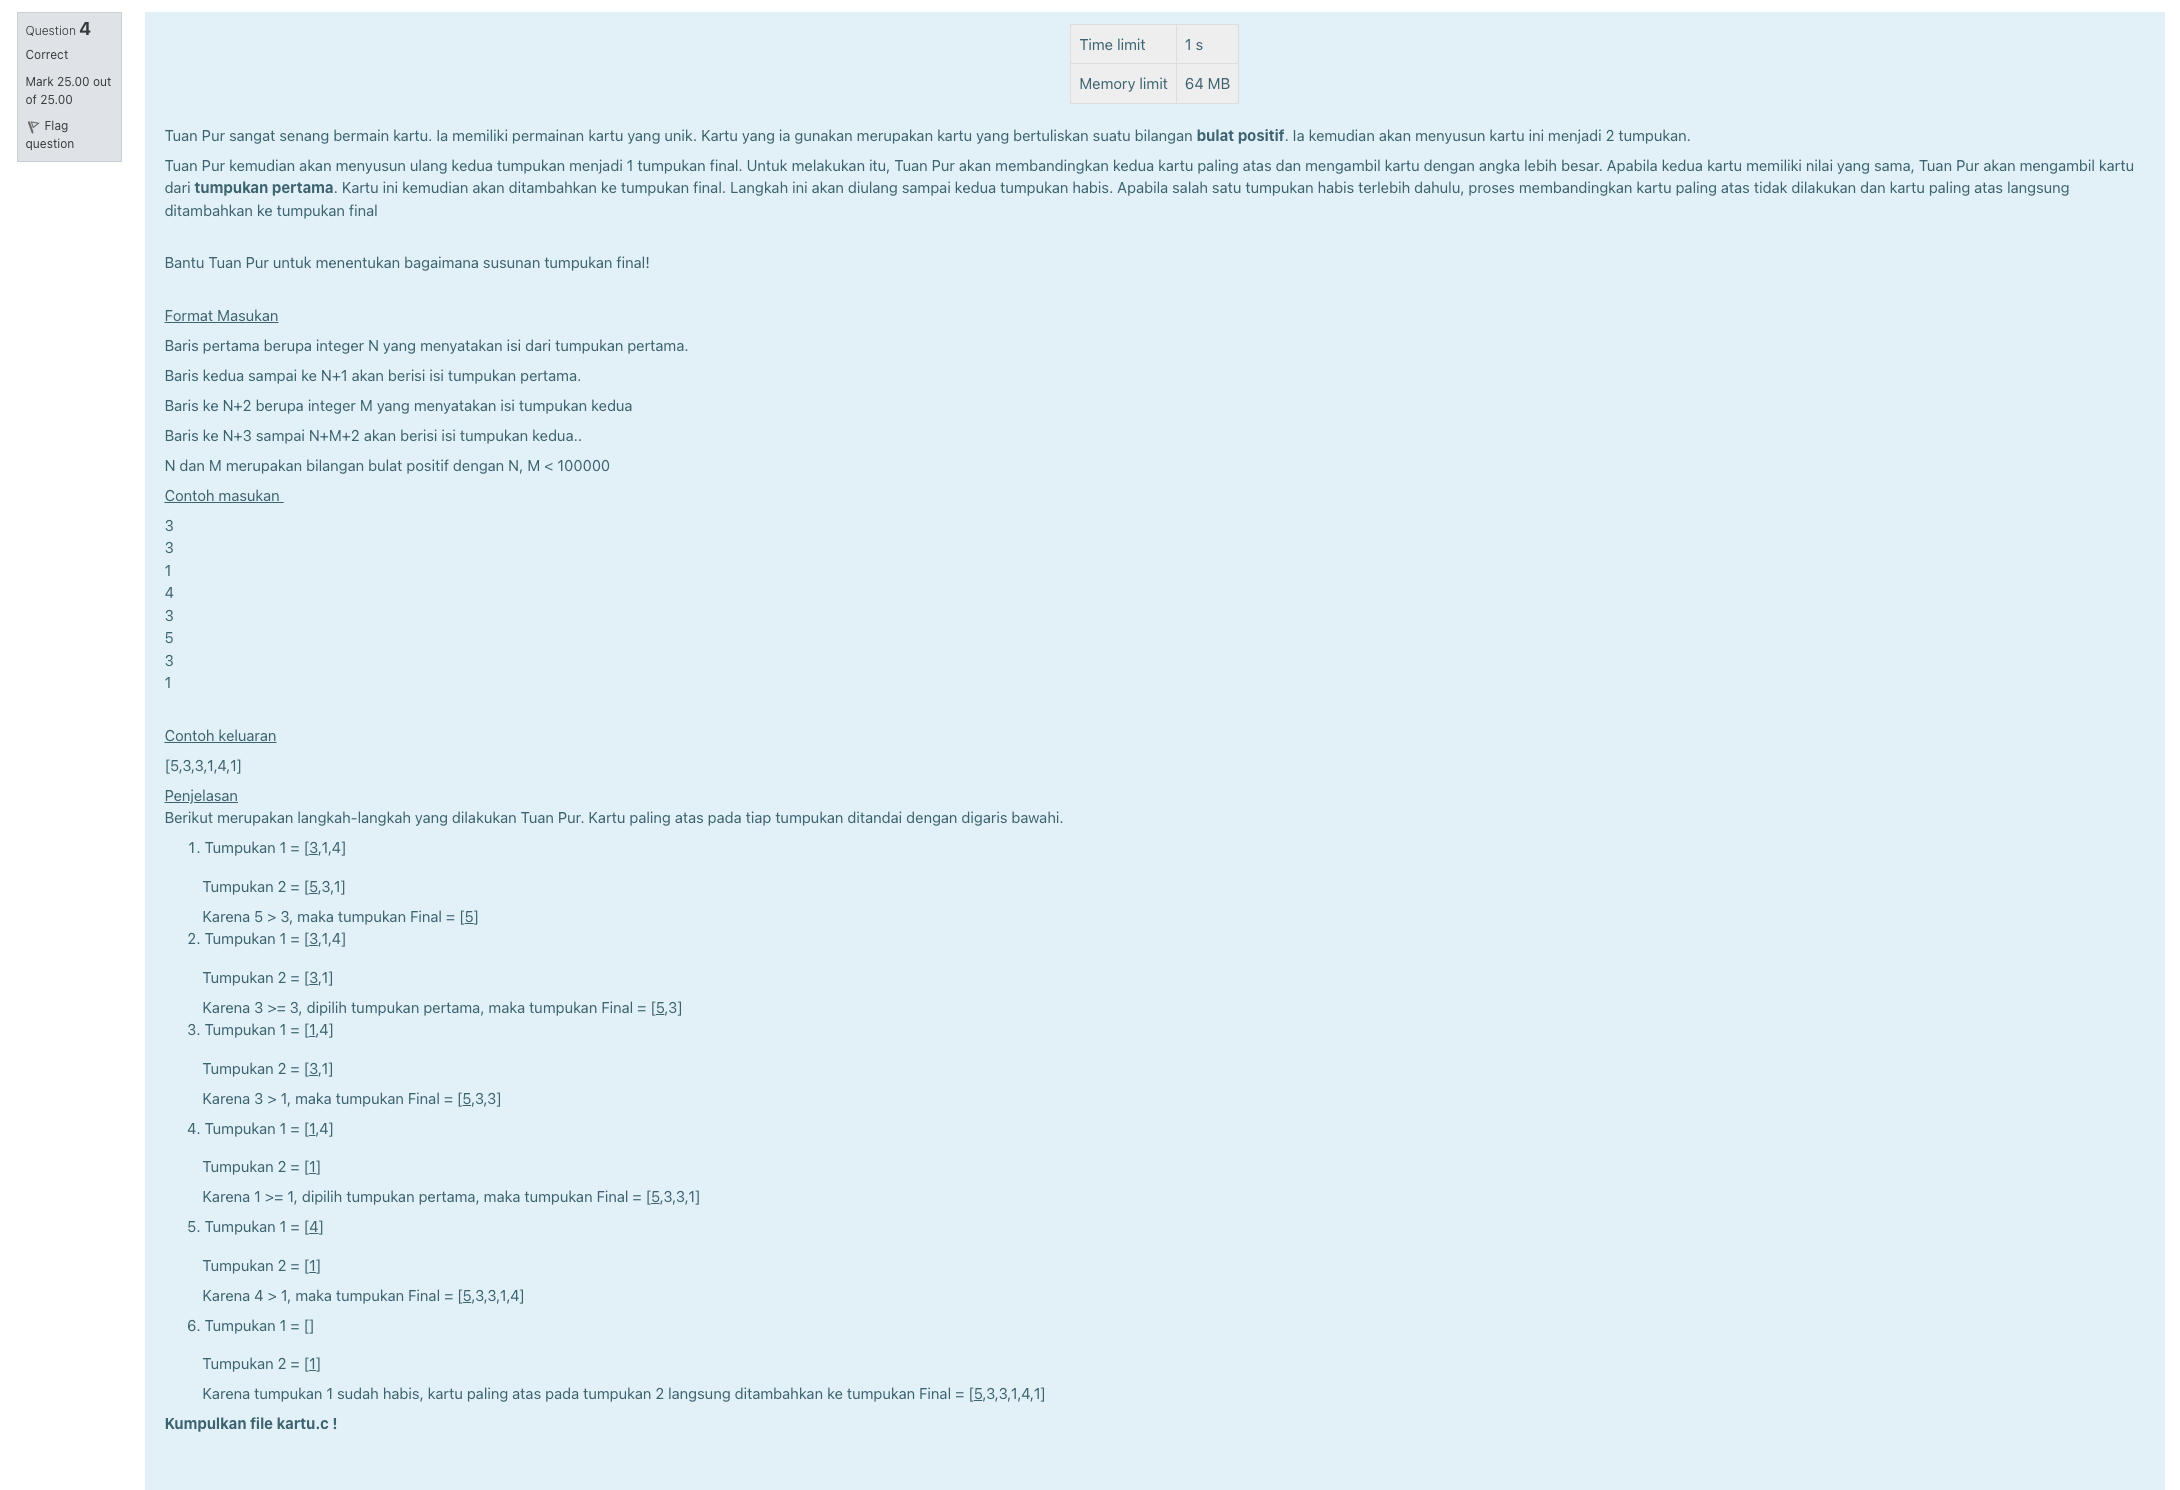 Question 4
Correct
Mark 25.00 out
of 25.00
Flag
question
Time limit 1 s
Memory limit 64 MB
Tuan Pur sangat senang bermain kartu. Ia memiliki permainan kartu yang unik. Kartu yang ia gunakan merupakan kartu yang bertuliskan suatu bilangan bulat positif. Ia kemudian akan menyusun kartu ini menjadi 2 tumpukan.
Tuan Pur kemudian akan menyusun ulang kedua tumpukan menjadi 1 tumpukan final. Untuk melakukan itu, Tuan Pur akan membandingkan kedua kartu paling atas dan mengambil kartu dengan angka lebih besar. Apabila kedua kartu memiliki nilai yang sama, Tuan Pur akan mengambil kartu
dari tumpukan pertama. Kartu ini kemudian akan ditambahkan ke tumpukan final. Langkah ini akan diulang sampai kedua tumpukan habis. Apabila salah satu tumpukan habis terlebih dahulu, proses membandingkan kartu paling atas tidak dilakukan dan kartu paling atas langsung
ditambahkan ke tumpukan final
Bantu Tuan Pur untuk menentukan bagaimana susunan tumpukan final!
Format Masukan
Baris pertama berupa integer N yang menyatakan isi dari tumpukan pertama.
Baris kedua sampai ke N+1 akan berisi isi tumpukan pertama.
Baris ke N+2 berupa integer M yang menyatakan isi tumpukan kedua
Baris ke N+3 sampai N+M+2 akan berisi isi tumpukan kedua..
N dan M merupakan bilangan bulat positif dengan N, M < 100000
Contoh masukan
3
3
1
4
3
5
3
1
Contoh keluaran
[5,3,3,1,4,1]
Penjelasan
Berikut merupakan langkah-langkah yang dilakukan Tuan Pur. Kartu paling atas pada tiap tumpukan ditandai dengan digaris bawahi.
1. Tumpukan 1 = [3,1,4]
Tumpukan 2 = [5,3,1]
Karena 5 > 3, maka tumpukan Final = [5]
2. Tumpukan 1 = [3,1,4]
Tumpukan 2 = [3,1]
Karena 3 >= 3, dipilih tumpukan pertama, maka tumpukan Final = [5,3]
3. Tumpukan 1 = [1,4]
Tumpukan 2 = [3,1]
Karena 3 > 1, maka tumpukan Final = [5,3,3]
4. Tumpukan 1 = [1,4]
Tumpukan 2 = [1]
Karena 1 >= 1, dipilih tumpukan pertama, maka tumpukan Final = [5,3,3,1]
5. Tumpukan 1 = [4]
Tumpukan 2 = [1]
Karena 4 > 1, maka tumpukan Final = [5,3,3,1,4]
6. Tumpukan 1 = []
Tumpukan 2 = [1]
Karena tumpukan 1 sudah habis, kartu paling atas pada tumpukan 2 langsung ditambahkan ke tumpukan Final = [5,3,3,1,4,1]
Kumpulkan file kartu.c !